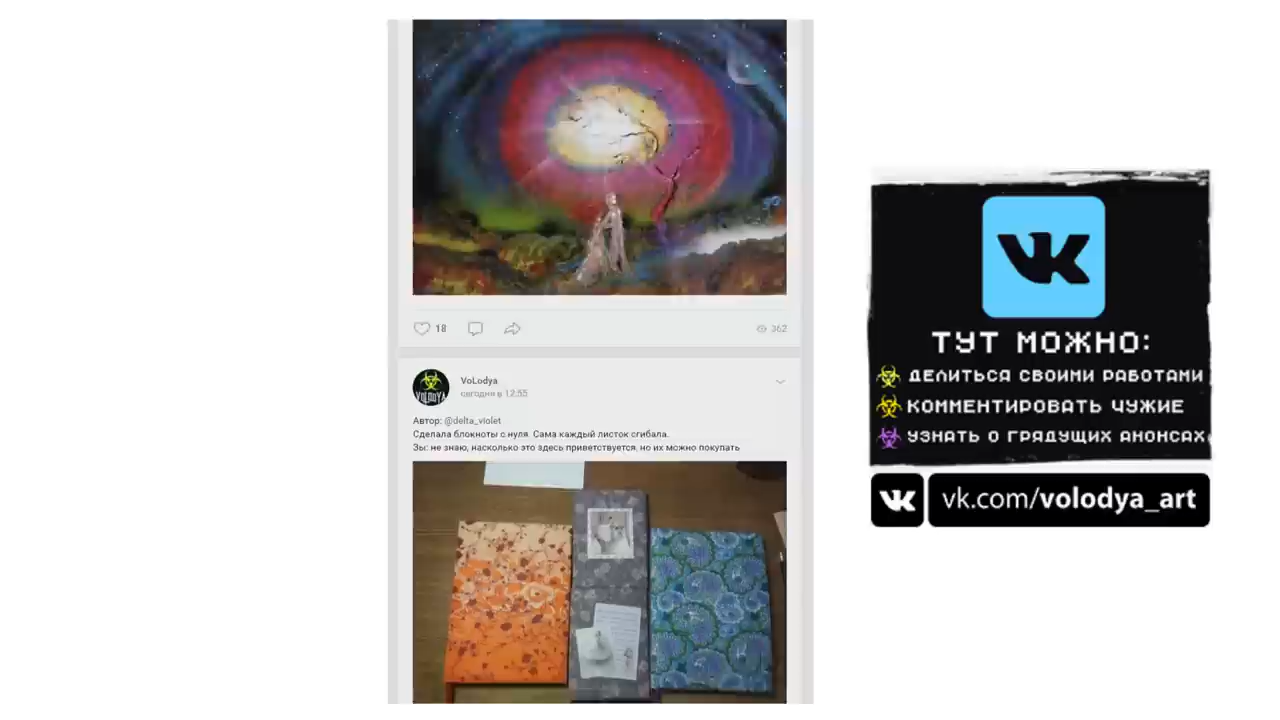 18
362
VoLodya
сегодня в 12:55
Автор: @delta_violet
Сделала блокноты с нуля. Сама каждый листок сгибала.
Зы: не знаю, насколько это здесь приветствуется, но их можно покупать
VOLODYA
ТУТ МОЖНО:
ДЕЛИТЬСЯ СВОИМИ РАБОТАМИ
КОММЕНТИРОВАТЬ ЧУЖИЕ
УЗНАТЬ О ГРЯДУЩИХ АНОНСАХ
vk.com/volodya_art